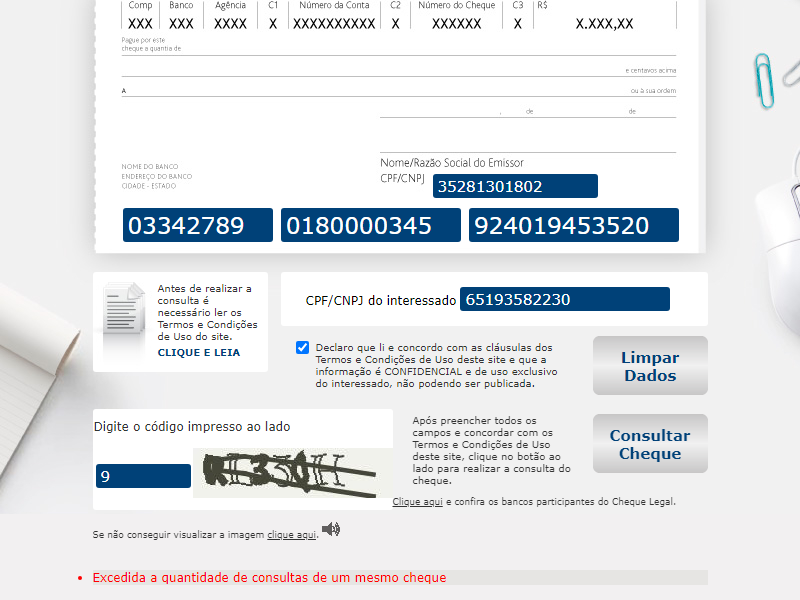 Comp Banco Agência C1 Número da Conta C2 Número do Cheque C3 R$
XXX XXX XXXX X XXXXXXXXXX X XXXXXX X X.XXX,XX
Pague por este
cheque a quantia de
e centavos acima
A ou à sua ordem
, de de
Nome/Razão Social do Emissor
NOME DO BANCO
ENDEREÇO DO BANCO
CIDADE - ESTADO
CPF/CNPJ 35281301802
03342789 0180000345 924019453520
Antes de realizar a
consulta é
necessário ler os
Termos e Condições
de Uso do site.
CLIQUE E LEIA
CPF/CNPJ do interessado 65193582230
Declaro que li e concordo com as cláusulas dos
Termos e Condições de Uso deste site e que a
informação é CONFIDENCIAL e de uso exclusivo
do interessado, não podendo ser publicada.
Limpar
Dados
Digite o código impresso ao lado
9
Após preencher todos os
campos e concordar com os
Termos e Condições de Uso
deste site, clique no botão ao
lado para realizar a consulta do
cheque.
Consultar
Cheque
Clique aqui e confira os bancos participantes do Cheque Legal.
Se não conseguir visualizar a imagem clique aqui.
Excedida a quantidade de consultas de um mesmo cheque